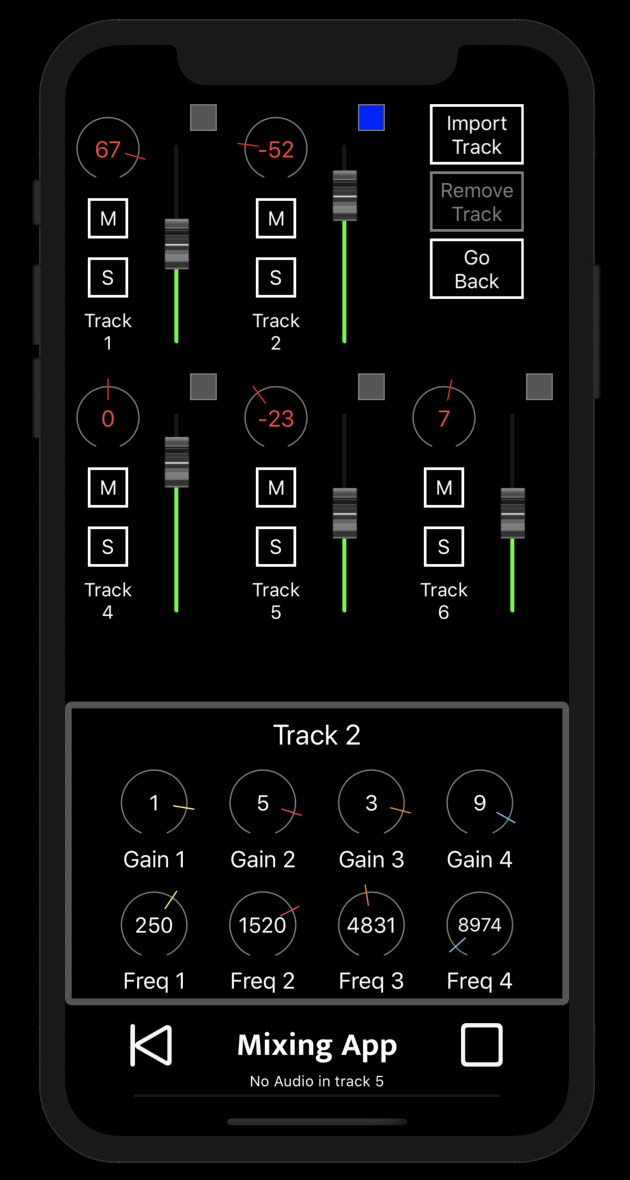 67
-52
Import
Track
M
M
Remove
Track
S
S
Go
Back
Track
1
Track
2
0
-23
7
M
M
M
S
S
S
Track
4
Track
5
Track
6
Track 2
1
5
3
9
Gain 1
Gain 2
Gain 3
Gain 4
250
1520
4831
8974
Freq 1
Freq 2
Freq 3
Freq 4
Mixing App
No Audio in track 5